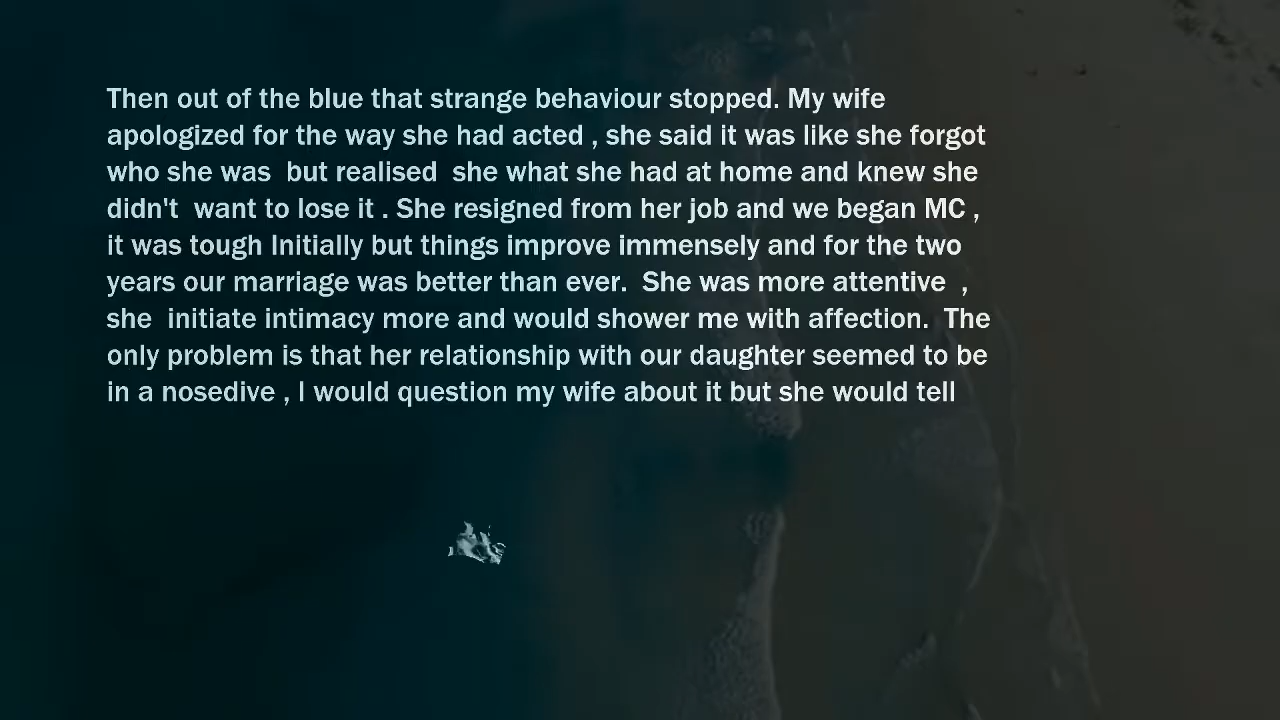 Then out of the blue that strange behaviour stopped. My wife
apologized for the way she had acted , she said it was like she forgot
who she was  but realised  she what she had at home and knew she
didn't  want to lose it . She resigned from her job and we began MC ,
it was tough Initially but things improve immensely and for the two
years our marriage was better than ever.  She was more attentive  ,
she  initiate intimacy more and would shower me with affection.  The
only problem is that her relationship with our daughter seemed to be
in a nosedive , I would question my wife about it but she would tell